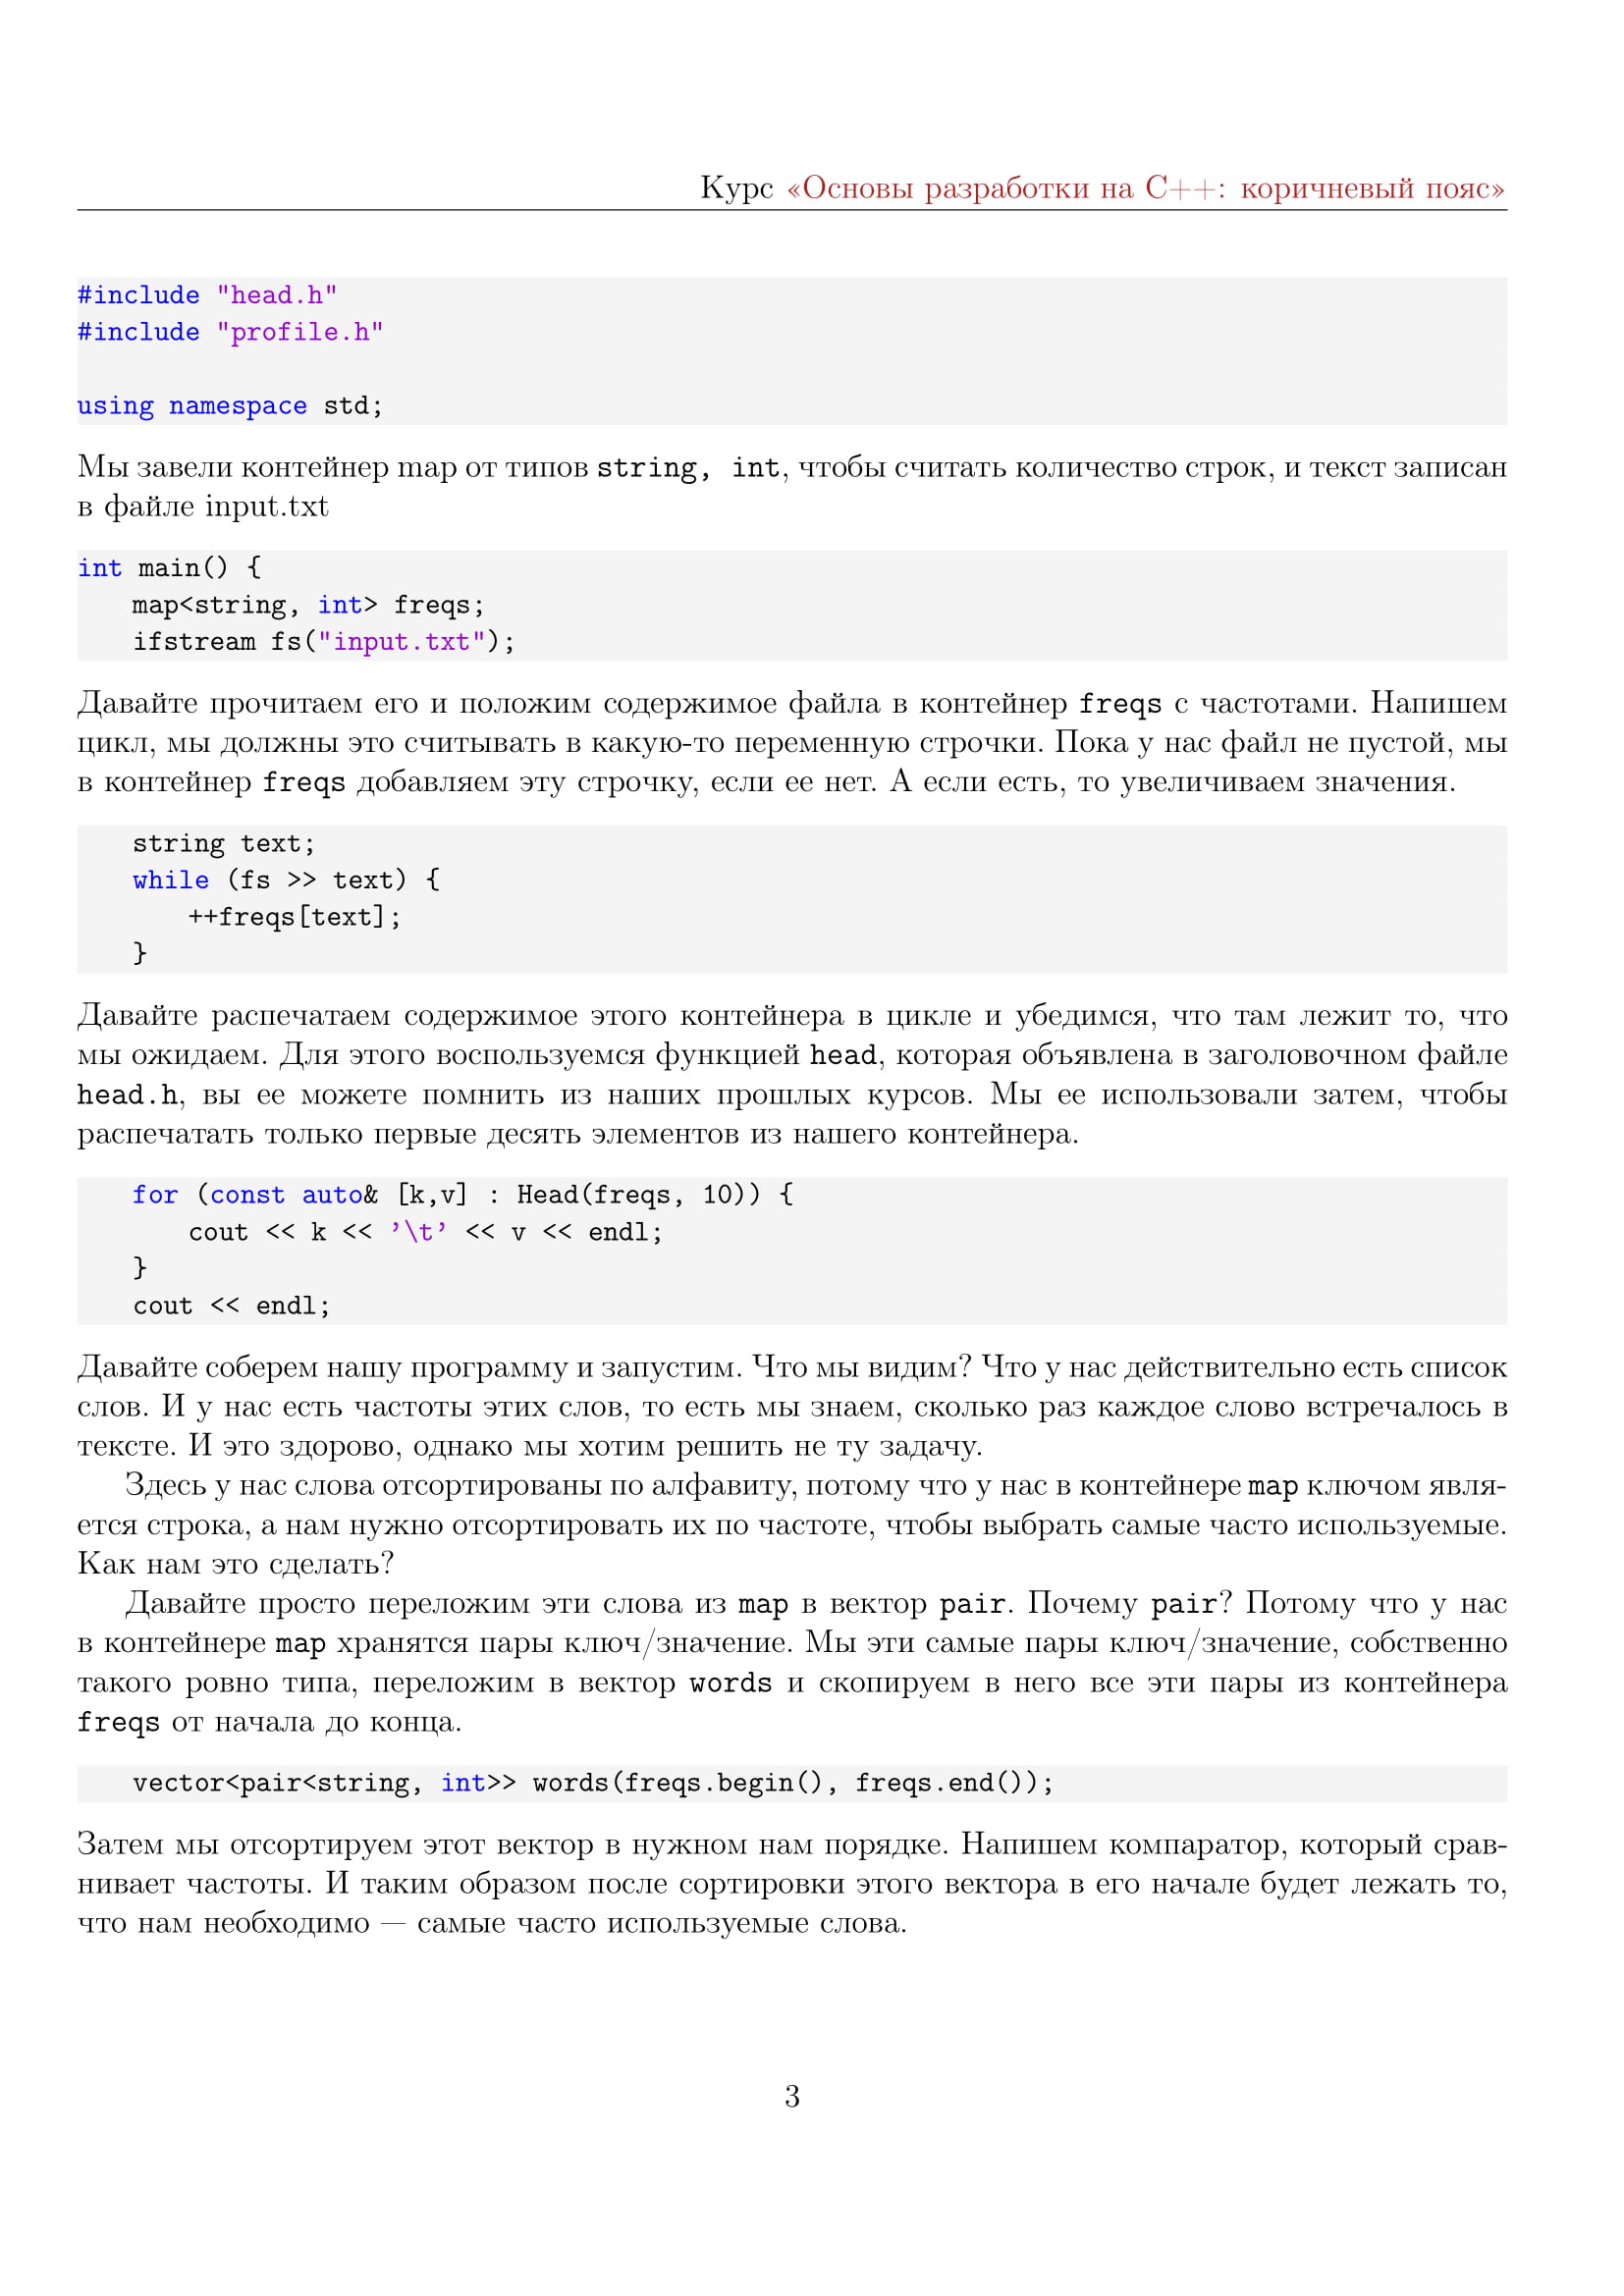 Курс «Основы разработки на C++: коричневый пояс»
#include "head.h"
#include "profile.h"
using namespace std;
Мы завели контейнер map от типов string, int, чтобы считать количество строк, и текст записан
в файле input.txt
int main() {
map<string, int> freqs;
ifstream fs("input.txt");
Давайте прочитаем его и положим содержимое файла в контейнер freqs с частотами. Напишем
цикл, мы должны это считывать в какую-то переменную строчки. Пока у нас файл не пустой, мы
в контейнер freqs добавляем эту строчку, если ее нет. А если есть, то увеличиваем значения.
string text;
while (fs >> text) {
++freqs[text];
}
Давайте распечатаем содержимое этого контейнера в цикле и убедимся, что там лежит то, что
мы ожидаем. Для этого воспользуемся функцией head, которая объявлена в заголовочном файле
head.h, вы ее можете помнить из наших прошлых курсов. Мы ее использовали затем, чтобы
распечатать только первые десять элементов из нашего контейнера.
for (const auto& [k,v] : Head(freqs, 10)) {
cout << k << ’\t’ << v << endl;
}
cout << endl;
Давайте соберем нашу программу и запустим. Что мы видим? Что у нас действительно есть список
слов. И у нас есть частоты этих слов, то есть мы знаем, сколько раз каждое слово встречалось в
тексте. И это здорово, однако мы хотим решить не ту задачу.
Здесь у нас слова отсортированы по алфавиту, потому что у нас в контейнере map ключом явля-
ется строка, а нам нужно отсортировать их по частоте, чтобы выбрать самые часто используемые.
Как нам это сделать?
Давайте просто переложим эти слова из map в вектор pair. Почему pair? Потому что у нас
в контейнере map хранятся пары ключ/значение. Мы эти самые пары ключ/значение, собственно
такого ровно типа, переложим в вектор words и скопируем в него все эти пары из контейнера
freqs от начала до конца.
vector<pair<string, int>> words(freqs.begin(), freqs.end());
Затем мы отсортируем этот вектор в нужном нам порядке. Напишем компаратор, который срав-
нивает частоты. И таким образом после сортировки этого вектора в его начале будет лежать то,
что нам необходимо — самые часто используемые слова.
3